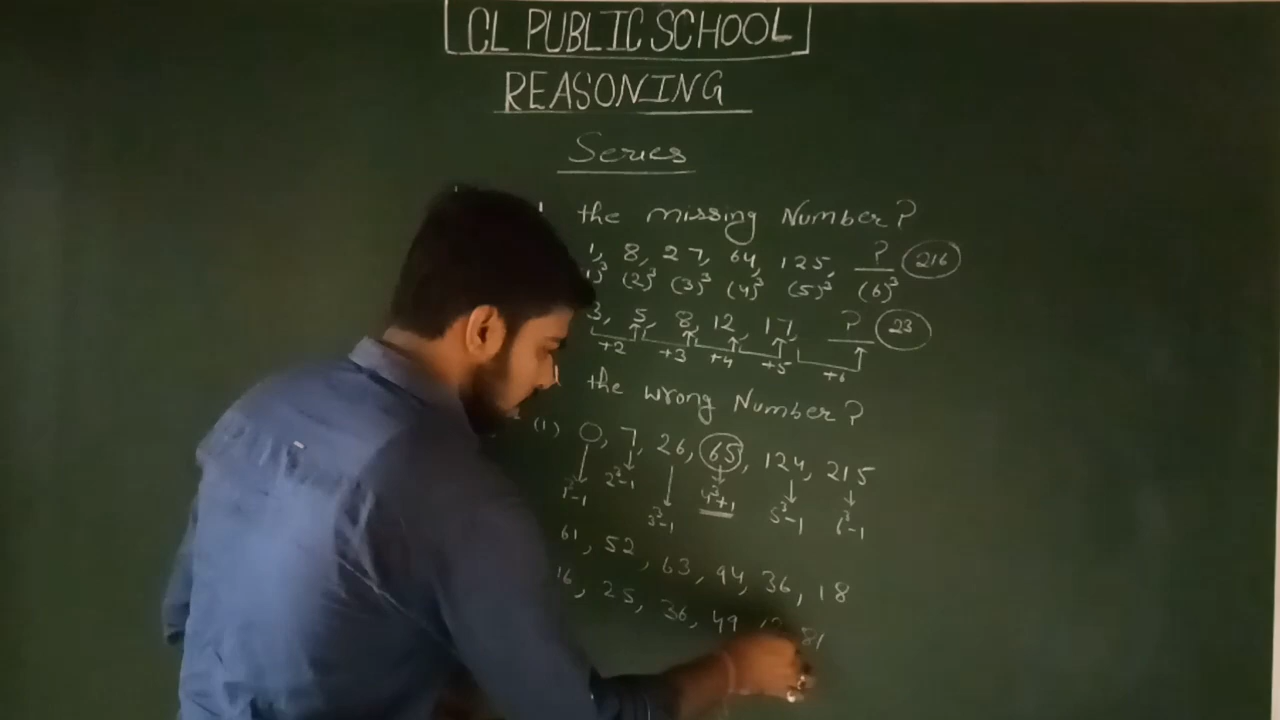 CL PUBLIC SCHOOL
REASONING
Series
the missing Number?
1, 8, 27, 64, 125, ? 216
(2)³ (3)³ (4)³ (5)³ (6)³
3, 5, 8, 12, 17, ? 23
+2 +3 +4 +5 +6
the wrong Number?
(1) 0, 7, 26, 65, 124, 215
1³-1 2³-1 3³-1 4³+1 5³-1 6³-1
61, 52, 63, 94, 36, 18
16, 25, 36, 49, 81